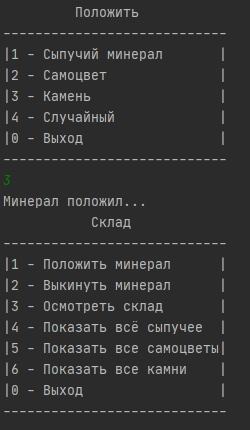 Положить
----------------------------
|1 - Сыпучий минерал       |
|2 - Самоцвет              |
|3 - Камень                |
|4 - Случайный             |
|0 - Выход                 |
----------------------------
3
Минерал положил...
Склад
----------------------------
|1 - Положить минерал      |
|2 - Выкинуть минерал      |
|3 - Осмотреть склад       |
|4 - Показать всё сыпучее  |
|5 - Показать все самоцветы|
|6 - Показать все камни    |
|0 - Выход                 |
----------------------------